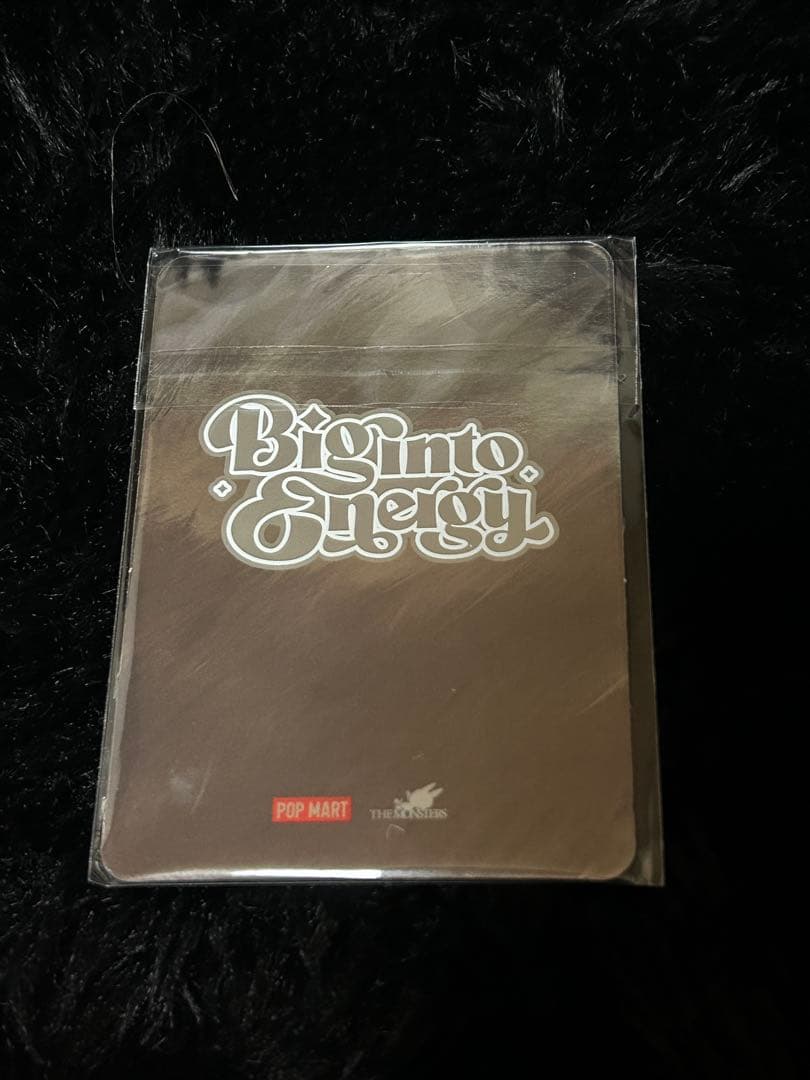 Big into
Energy
POP MART
THE MONSTERS